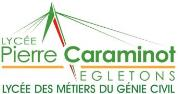 LYCÉE
Pierre Caraminot
EGLETONS
LYCÉE DES MÉTIERS DU GÉNIE CIVIL